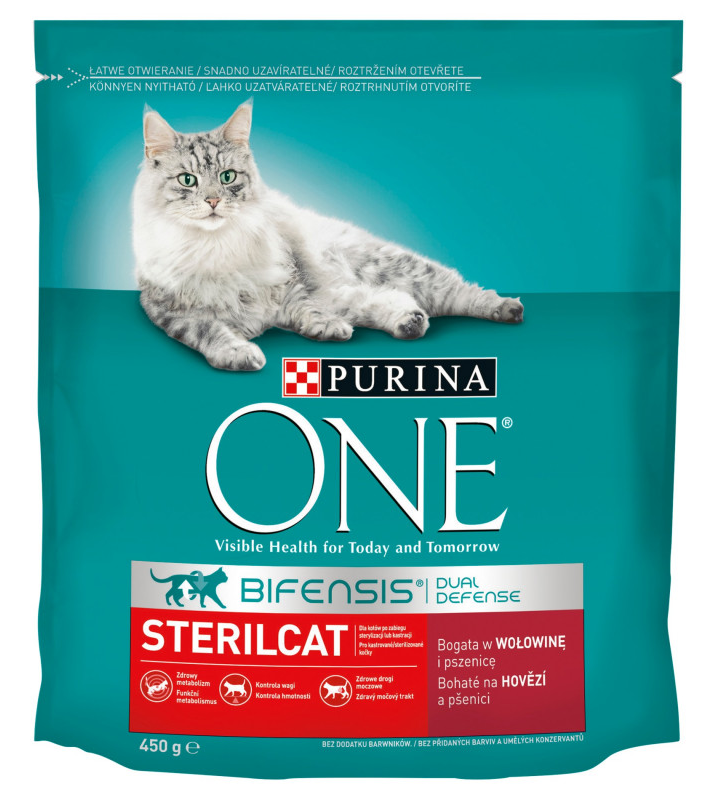 ŁATWE OTWIERANIE / SNADNO UZAVÍRATELNÉ/ ROZTRŽENÍM OTEVŘETE
KÖNNYEN NYITHATÓ / ĽAHKO UZATVÁRATEĽNÉ/ ROZTRHNUTÍM OTVORÍTE
PURINA
ONE®
Visible Health for Today and Tomorrow
BIFENSIS® DUAL
DEFENSE
STERILCAT
Dla kotów po zabiegu
sterylizacji lub kastracji
Pro kastrované/sterilizované
kočky
Zdrowy
metabolizm
Funkční
metabolismus
Kontrola wagi
Kontrola hmotnosti
Zdrowe drogi
moczowe
Zdravý močový trakt
Bogata w WOŁOWINĘ
i pszenicę
Bohaté na HOVĚZÍ
a pšenici
450 g ℮
BEZ DODATKU BARWNIKÓW. / BEZ PŘIDANÝCH BARVIV A UMĚLÝCH KONZERVANTŮ